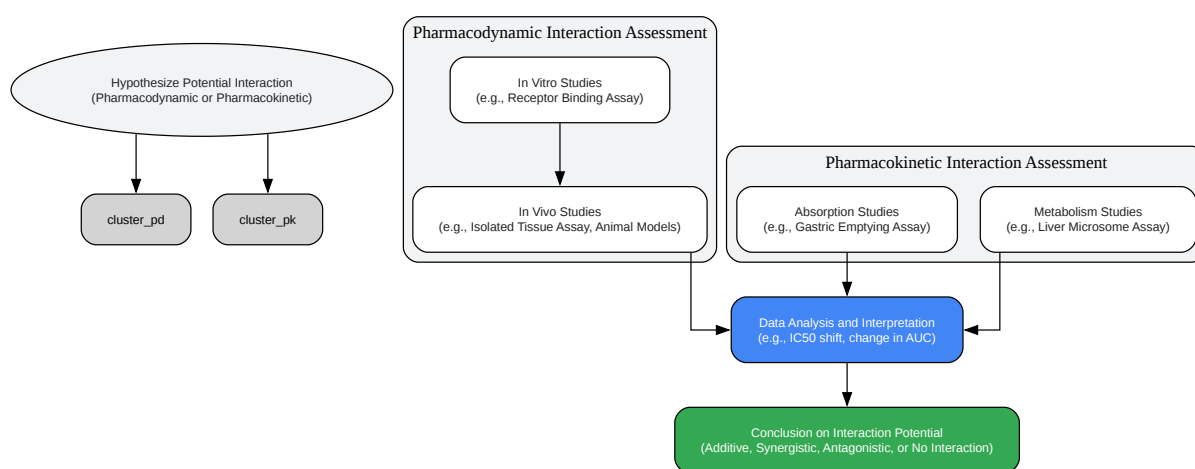 Hypothesize Potential Interaction
(Pharmacodynamic or Pharmacokinetic)
cluster_pd
cluster_pk
Pharmacodynamic Interaction Assessment
In Vitro Studies
(e.g., Receptor Binding Assay)
In Vivo Studies
(e.g., Isolated Tissue Assay, Animal Models)
Pharmacokinetic Interaction Assessment
Absorption Studies
(e.g., Gastric Emptying Assay)
Metabolism Studies
(e.g., Liver Microsome Assay)
Data Analysis and Interpretation
(e.g., IC50 shift, change in AUC)
Conclusion on Interaction Potential
(Additive, Synergistic, Antagonistic, or No Interaction)